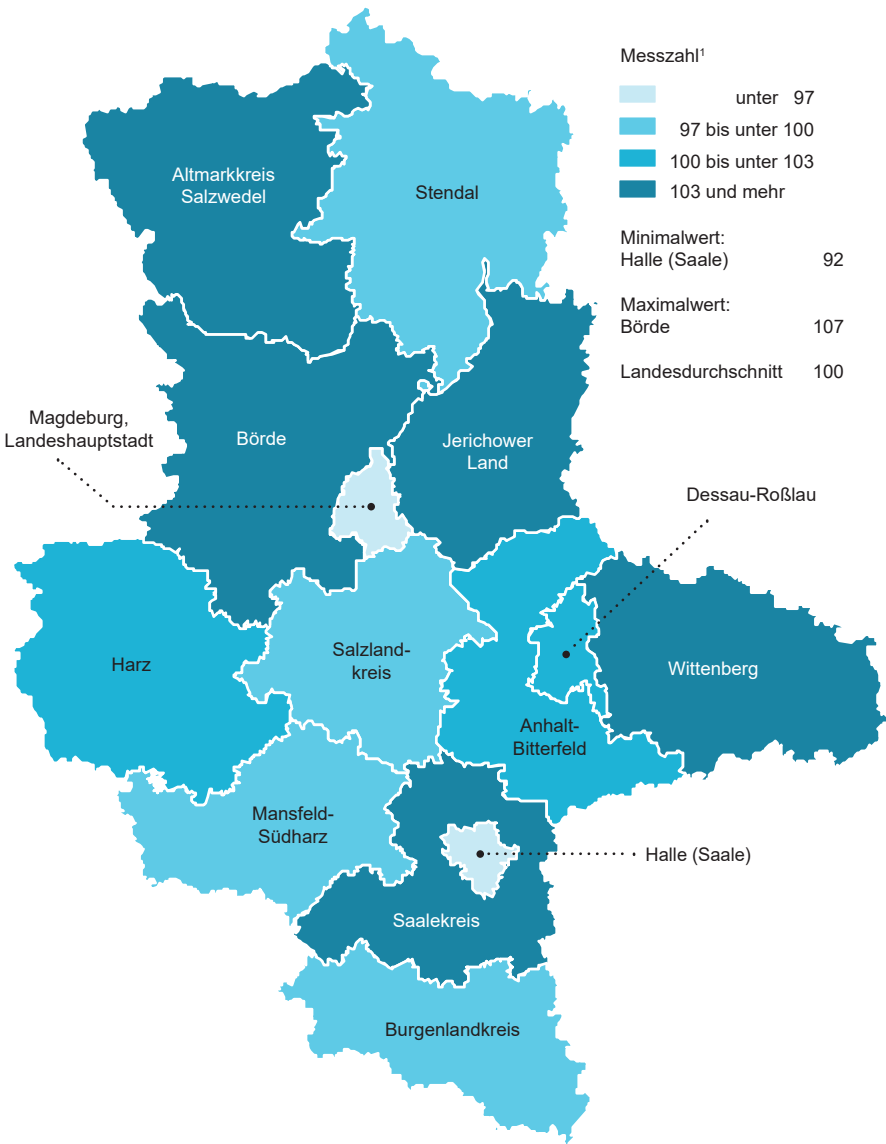 Messzahl¹
unter 97
97 bis unter 100
100 bis unter 103
103 und mehr
Minimalwert:
Halle (Saale) 92
Maximalwert:
Börde 107
Landesdurchschnitt 100
Altmarkkreis
Salzwedel
Stendal
Magdeburg,
Landeshauptstadt
Börde
Jerichower
Land
Dessau-Roßlau
Harz
Salzland-
kreis
Wittenberg
Anhalt-
Bitterfeld
Mansfeld-
Südharz
Halle (Saale)
Saalekreis
Burgenlandkreis